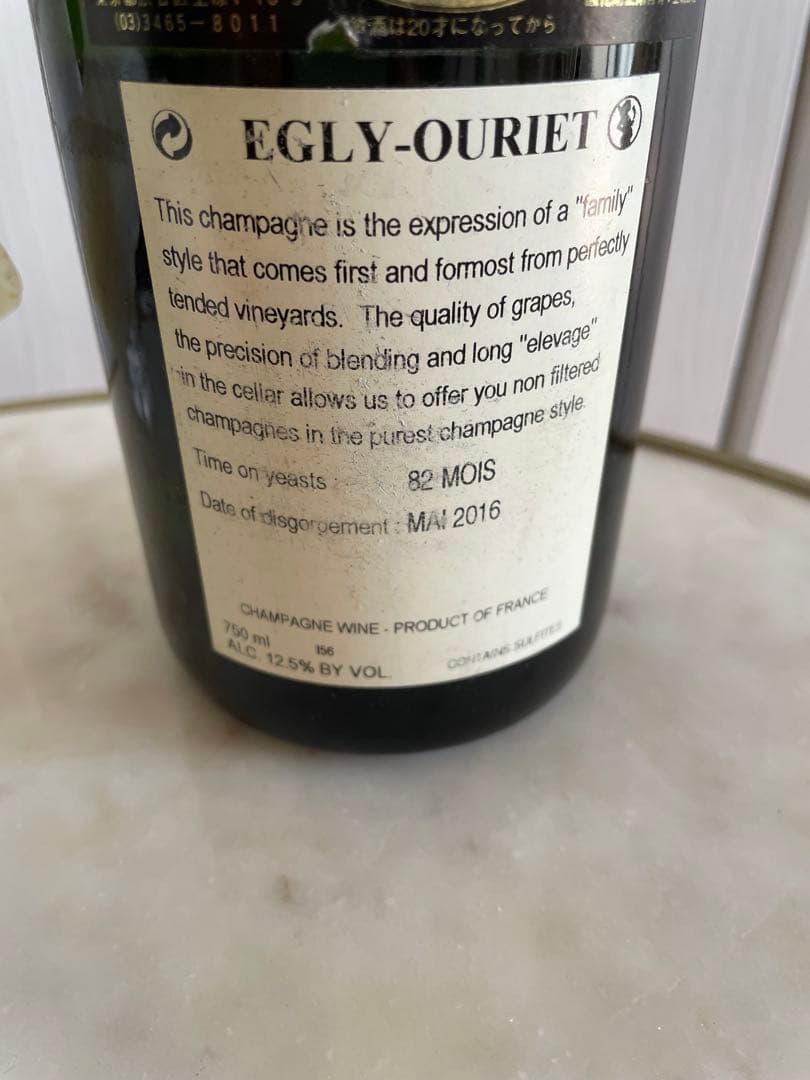 (03)3465-8011
酒は20才になってから
EGLY-OURIET
This champagne is the expression of a "family"
style that comes first and formost from perfectly
tended vineyards. The quality of grapes,
the precision of blending and long "elevage"
in the cellar allows us to offer you non filtered
champagnes in the purest champagne style.
Time on yeasts : 82 MOIS
Date of disgorgement : MAI 2016
CHAMPAGNE WINE - PRODUCT OF FRANCE
750 ml I56
ALC. 12.5% BY VOL. CONTAINS SULFITES